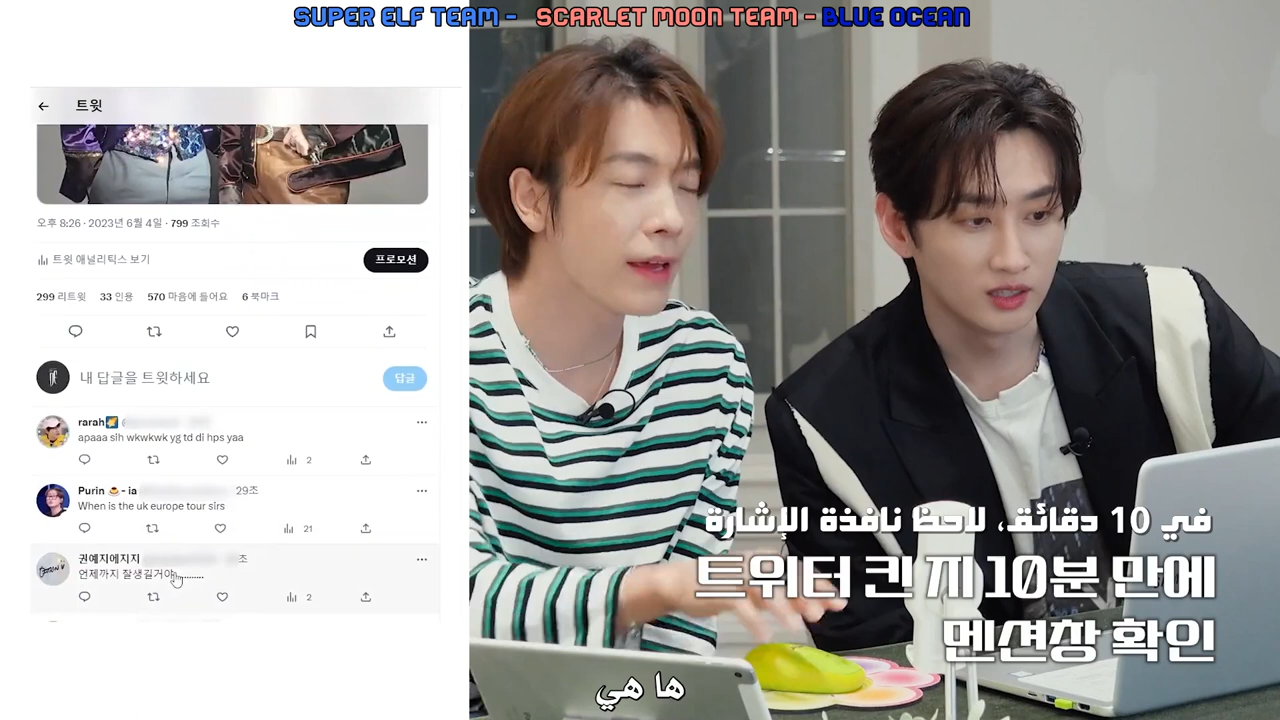 SUPER ELF TEAM - SCARLET MOON TEAM - BLUE OCEAN
트윗
오후 8:26 · 2023년 6월 4일 · 799 조회수
트윗 애널리틱스 보기
프로모션
299 리트윗 33 인용 570 마음에 들어요 6 북마크
내 답글을 트윗하세요
답글
rarah
apaaa sih wkwkwk yg td di hps yaa
2
Purin - ia 29초
When is the uk europe tour sirs
21
권예지에지지 초
언제까지 잘생길거야..........
2
في 10 دقائق، لاحظ نافذة الإشارة
트위터 킨 지 10분 만에
멘션창 확인
ها هي